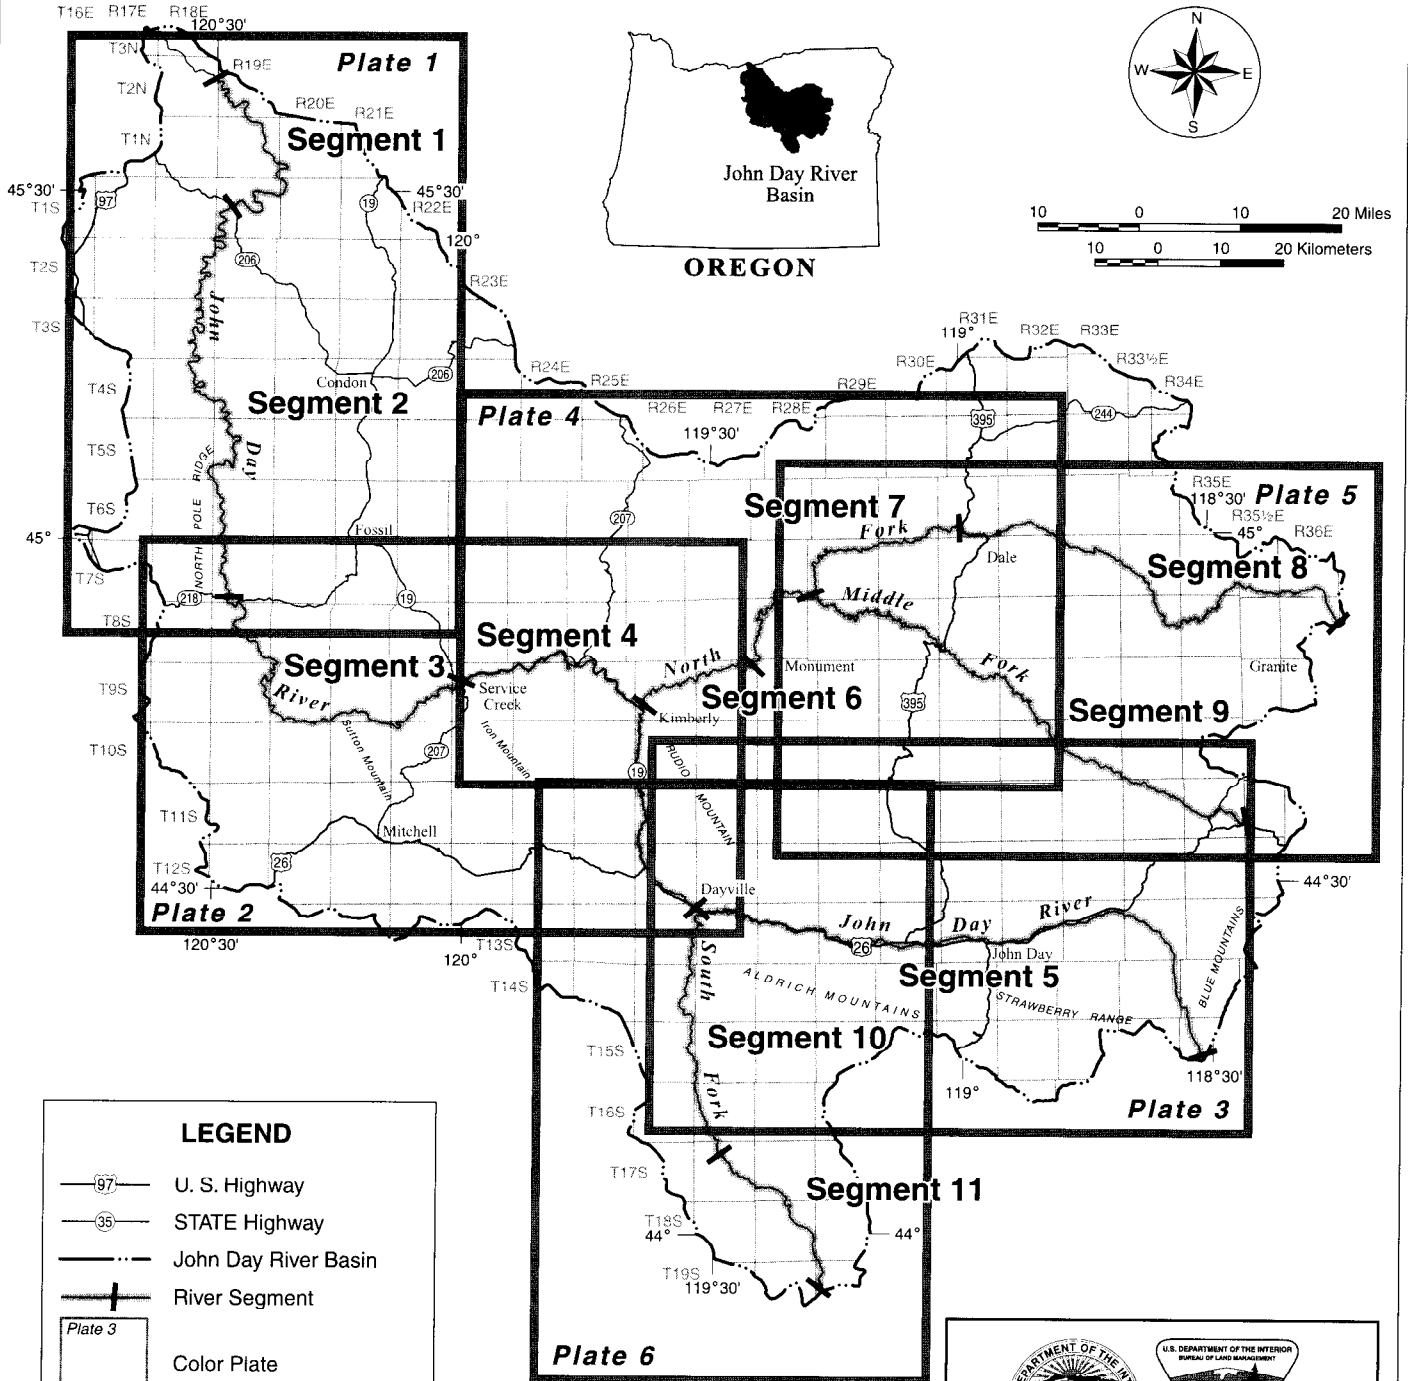 T16E R17E R18E
120°30'
T3N
Plate 1
R19E
T2N
R20E
R21E
T1N
Segment 1
45°30'
T1S
97
19
45°30'
R22E
120°
T2S
206
R23E
T3S
John
Condon
206
T4S
Segment 2
R24E
R25E
Plate 4
R26E R27E R28E
R29E
119°30'
R30E
R31E
119°
R32E
R33E
R33½E
R34E
395
244
T5S
Day
NORTH POLE RIDGE
T6S
45°
Fossil
207
Segment 7
Fork
Dale
R35E
118°30'
Plate 5
R35½E
45°
R36E
T7S
218
19
T8S
Middle
Segment 8
Segment 4
Segment 3
North
Monument
Fork
Granite
T9S
River
Service
Creek
Segment 6
Kimberly
395
Segment 9
T10S
Sutton Mountain
207
Iron Mountain
19
RUDIO MOUNTAIN
T11S
Mitchell
T12S
26
44°30'
Plate 2
Dayville
44°30'
120°30'
120°
T13S
John Day River
26
John Day
Segment 5
T14S
South
ALDRICH MOUNTAINS
STRAWBERRY RANGE
BLUE MOUNTAINS
Segment 10
T15S
118°30'
119°
Plate 3
T16S
Fork
T17S
Segment 11
T18S
44°
44°
T19S
119°30'
Plate 6
John Day River
Basin
OREGON
N
W
E
S
10 0 10 20 Miles
10 0 10 20 Kilometers
LEGEND
97 U. S. Highway
35 STATE Highway
John Day River Basin
River Segment
Plate 3
Color Plate
DEPARTMENT OF THE INT
U.S. DEPARTMENT OF THE INTERIOR
BUREAU OF LAND MANAGEMENT